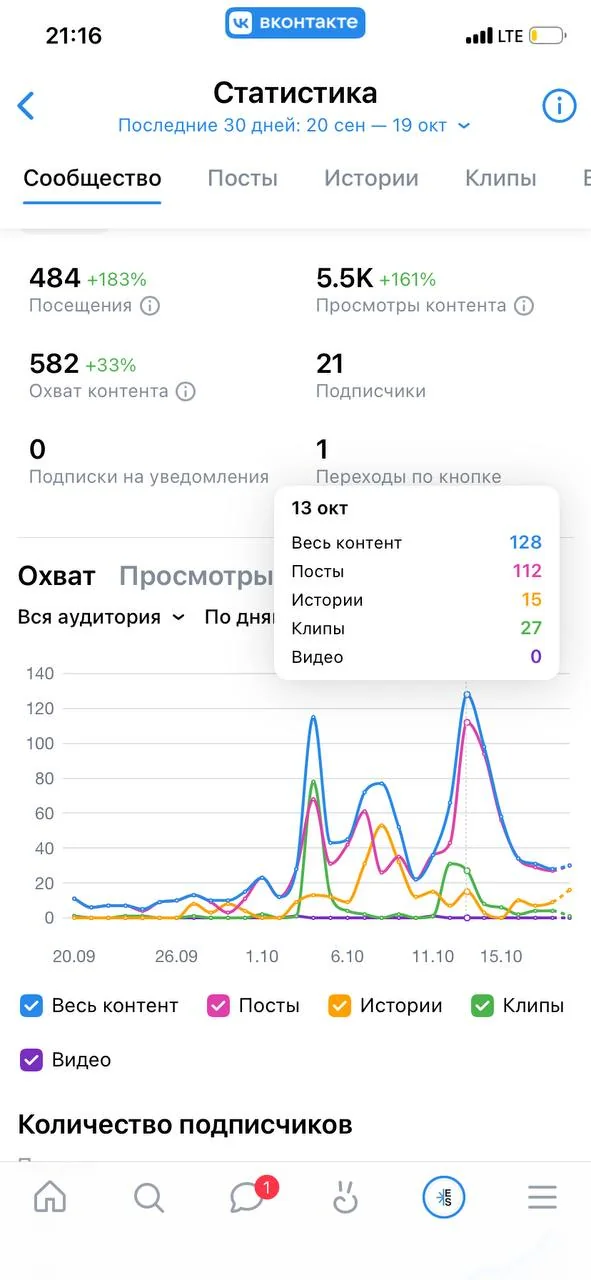 21:16
вконтакте
LTE
Статистика
Последние 30 дней: 20 сен — 19 окт
Сообщество Посты Истории Клипы
484 +183% 5.5K +161%
Посещения Просмотры контента
582 +33% 21
Охват контента Подписчики
0 1
Подписки на уведомления Переходы по кнопке
13 окт
Весь контент 128
Посты 112
Истории 15
Клипы 27
Видео 0
Охват Просмотры
Вся аудитория По дня
140
120
100
80
60
40
20
0
20.09 26.09 1.10 6.10 11.10 15.10
Весь контент Посты Истории Клипы
Видео
Количество подписчиков
1
ES